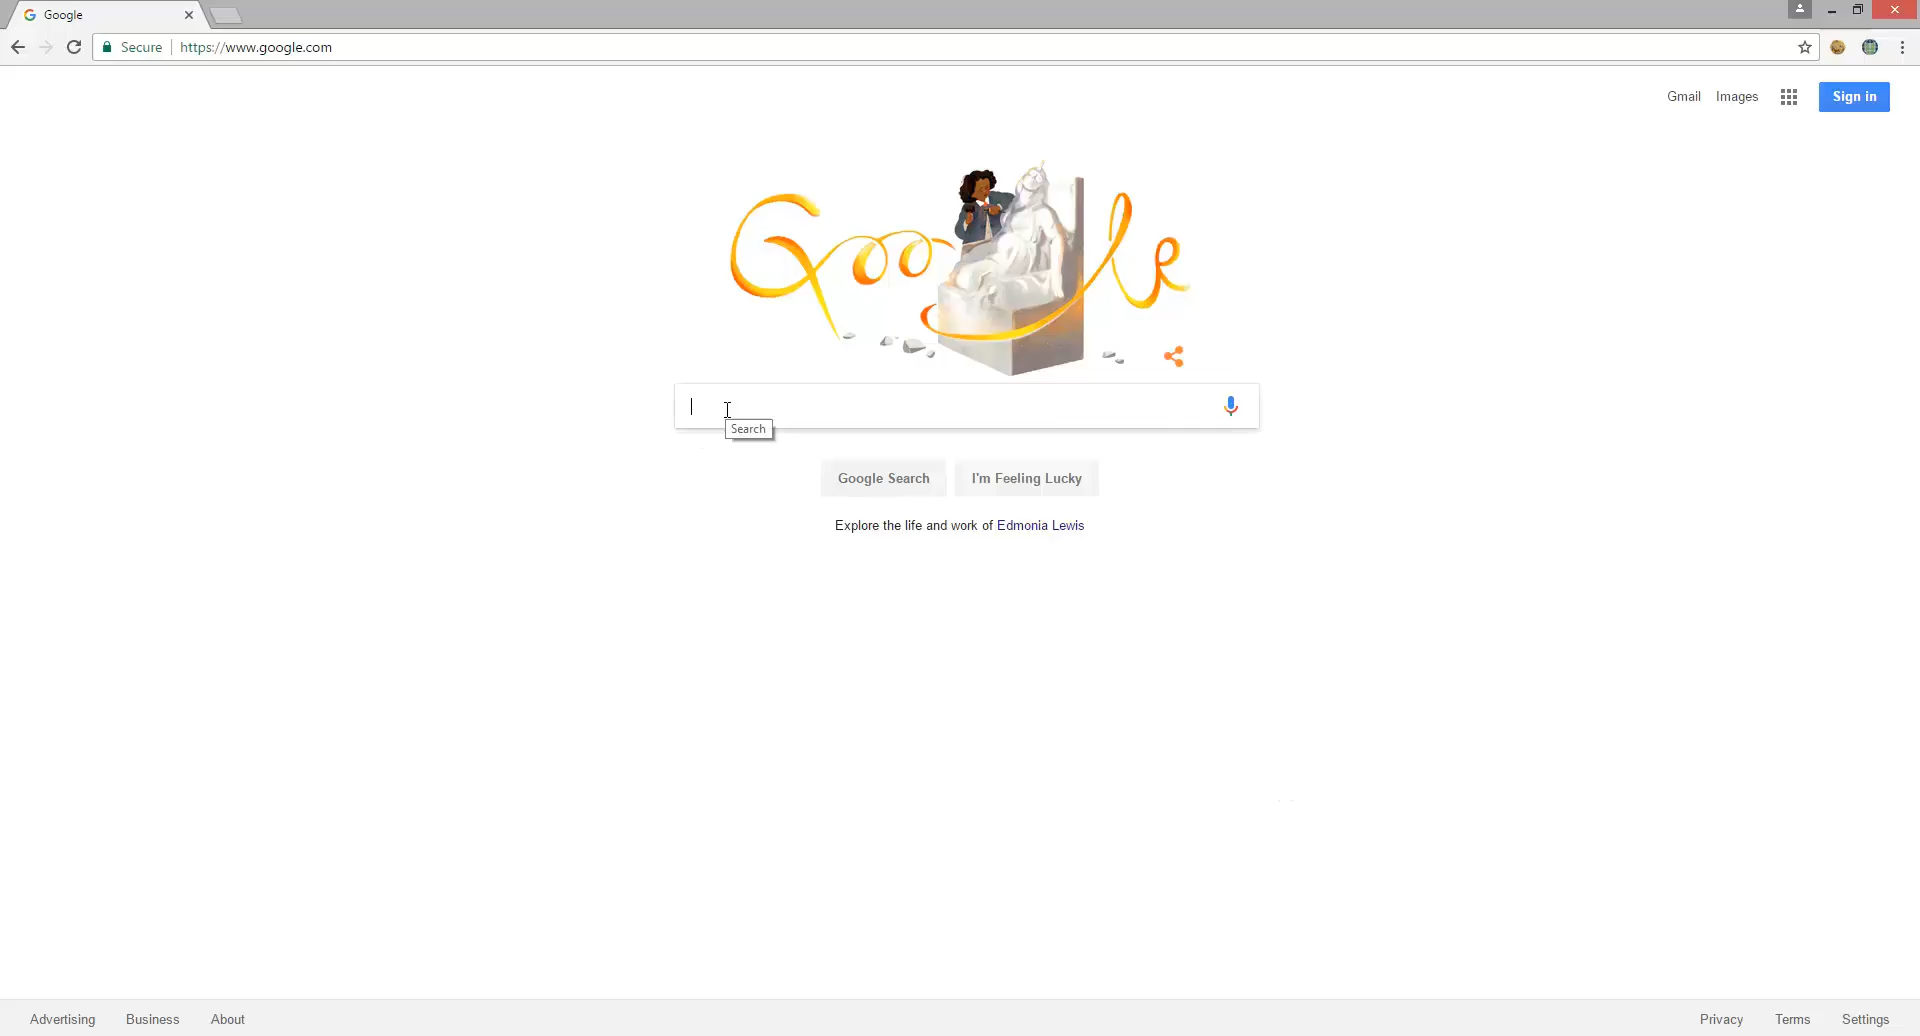 Google
Secure https://www.google.com
Gmail Images Sign in
Google
Search
Google Search I'm Feeling Lucky
Explore the life and work of Edmonia Lewis
Advertising Business About Privacy Terms Settings